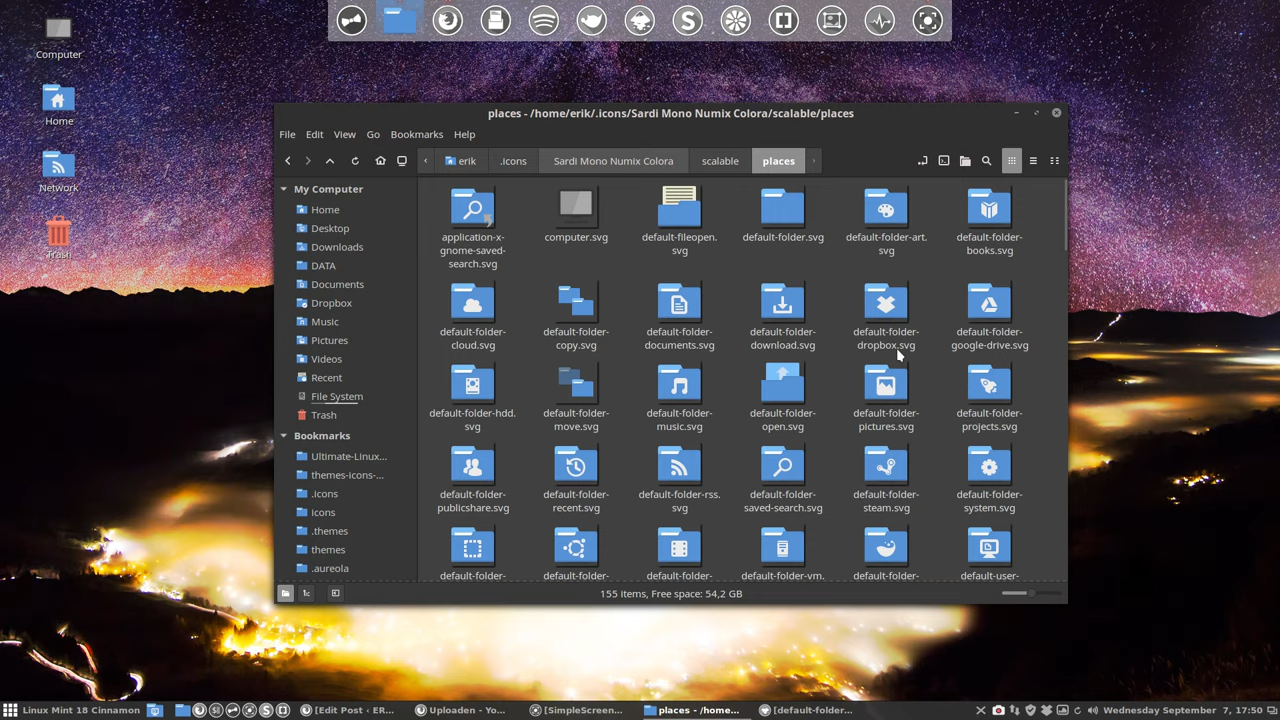 Computer
Home
Network
Trash
places - /home/erik/.icons/Sardi Mono Numix Colora/scalable/places
File Edit View Go Bookmarks Help
erik .icons Sardi Mono Numix Colora scalable places
My Computer
Home
Desktop
Downloads
DATA
Documents
Dropbox
Music
Pictures
Videos
Recent
File System
Trash
Bookmarks
Ultimate-Linux...
themes-icons-...
.icons
icons
.themes
themes
.aureola
application-x-
gnome-saved-
search.svg
computer.svg
default-fileopen.
svg
default-folder.svg
default-folder-art.
svg
default-folder-
books.svg
default-folder-
cloud.svg
default-folder-
copy.svg
default-folder-
documents.svg
default-folder-
download.svg
default-folder-
dropbox.svg
default-folder-
google-drive.svg
default-folder-hdd.
svg
default-folder-
move.svg
default-folder-
music.svg
default-folder-
open.svg
default-folder-
pictures.svg
default-folder-
projects.svg
default-folder-
publicshare.svg
default-folder-
recent.svg
default-folder-rss.
svg
default-folder-
saved-search.svg
default-folder-
steam.svg
default-folder-
system.svg
default-folder-
default-folder-
default-folder-
default-folder-vm.
default-folder-
default-user-
155 items, Free space: 54,2 GB
Linux Mint 18 Cinnamon [Edit Post ‹ ER... Uploaden - Yo... [SimpleScreen... places - /home... [default-folder... Wednesday September 7, 17:50